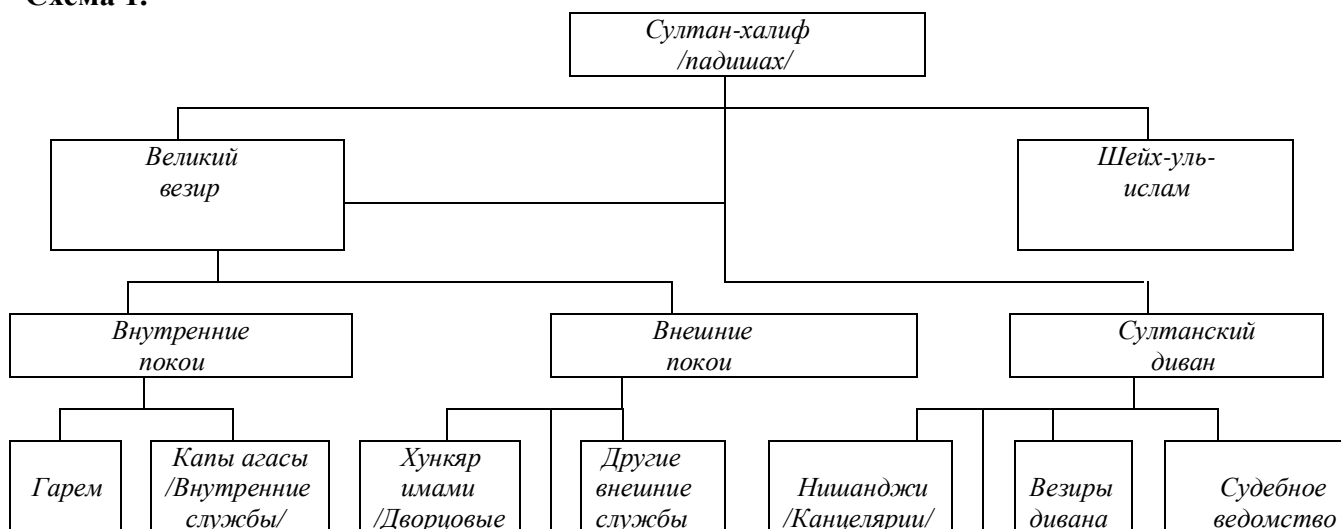 Схема 1.
Султан-халиф
/падишах/
Великий
везир
Шейх-уль-
ислам
Внутренние
покои
Внешние
покои
Султанский
диван
Гарем
Капы агасы
/Внутренние
службы/
Хункяр
имами
/Дворцовые
Другие
внешние
службы
Нишанджи
/Канцелярии/
Везиры
дивана
Судебное
ведомство